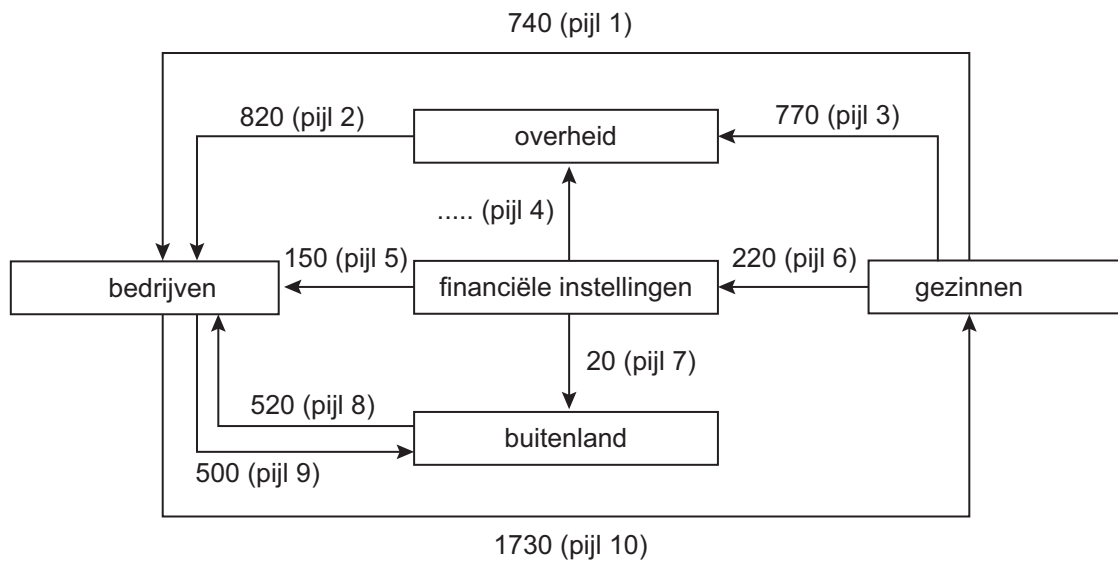 740 (pijl 1)
820 (pijl 2)
overheid
770 (pijl 3)
..... (pijl 4)
bedrijven
150 (pijl 5)
financiële instellingen
220 (pijl 6)
gezinnen
20 (pijl 7)
520 (pijl 8)
buitenland
500 (pijl 9)
1730 (pijl 10)